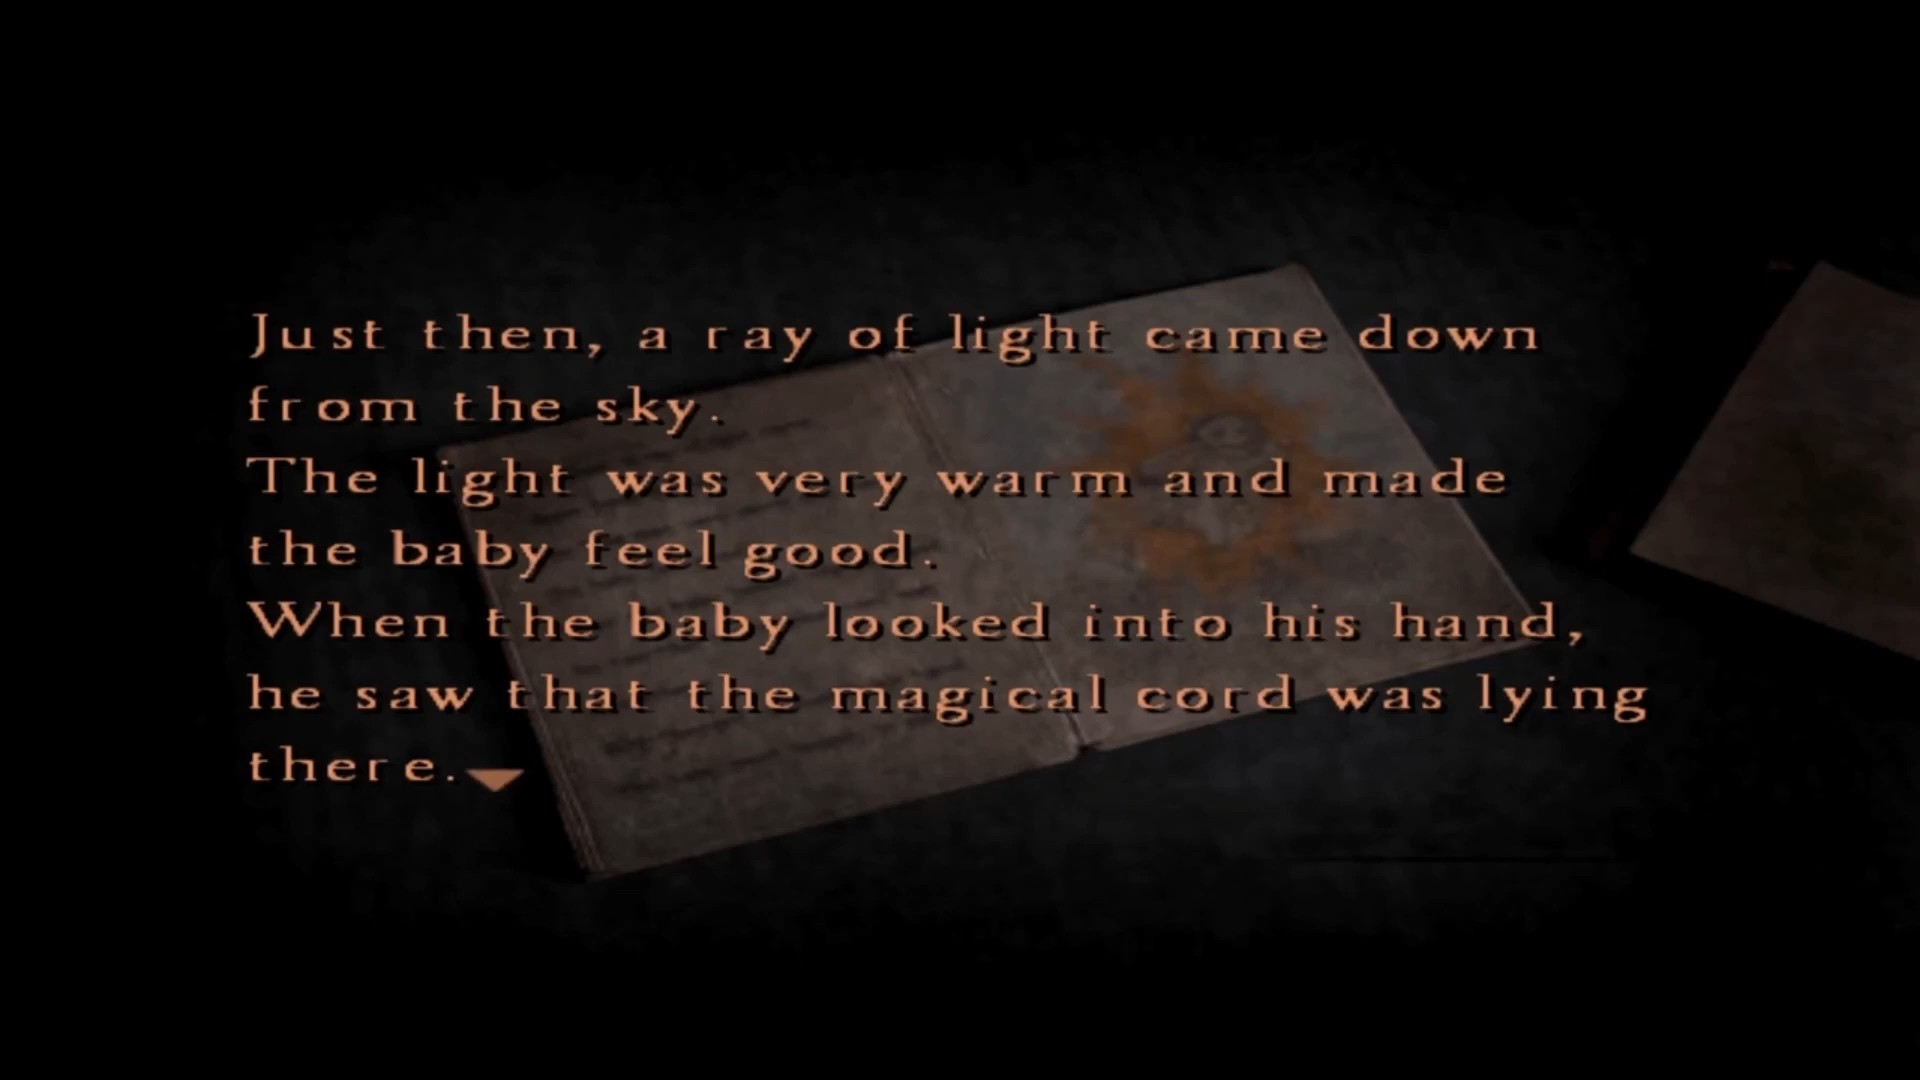 Just then, a ray of light came down
from the sky.
The light was very warm and made
the baby feel good.
When the baby looked into his hand,
he saw that the magical cord was lying
there.